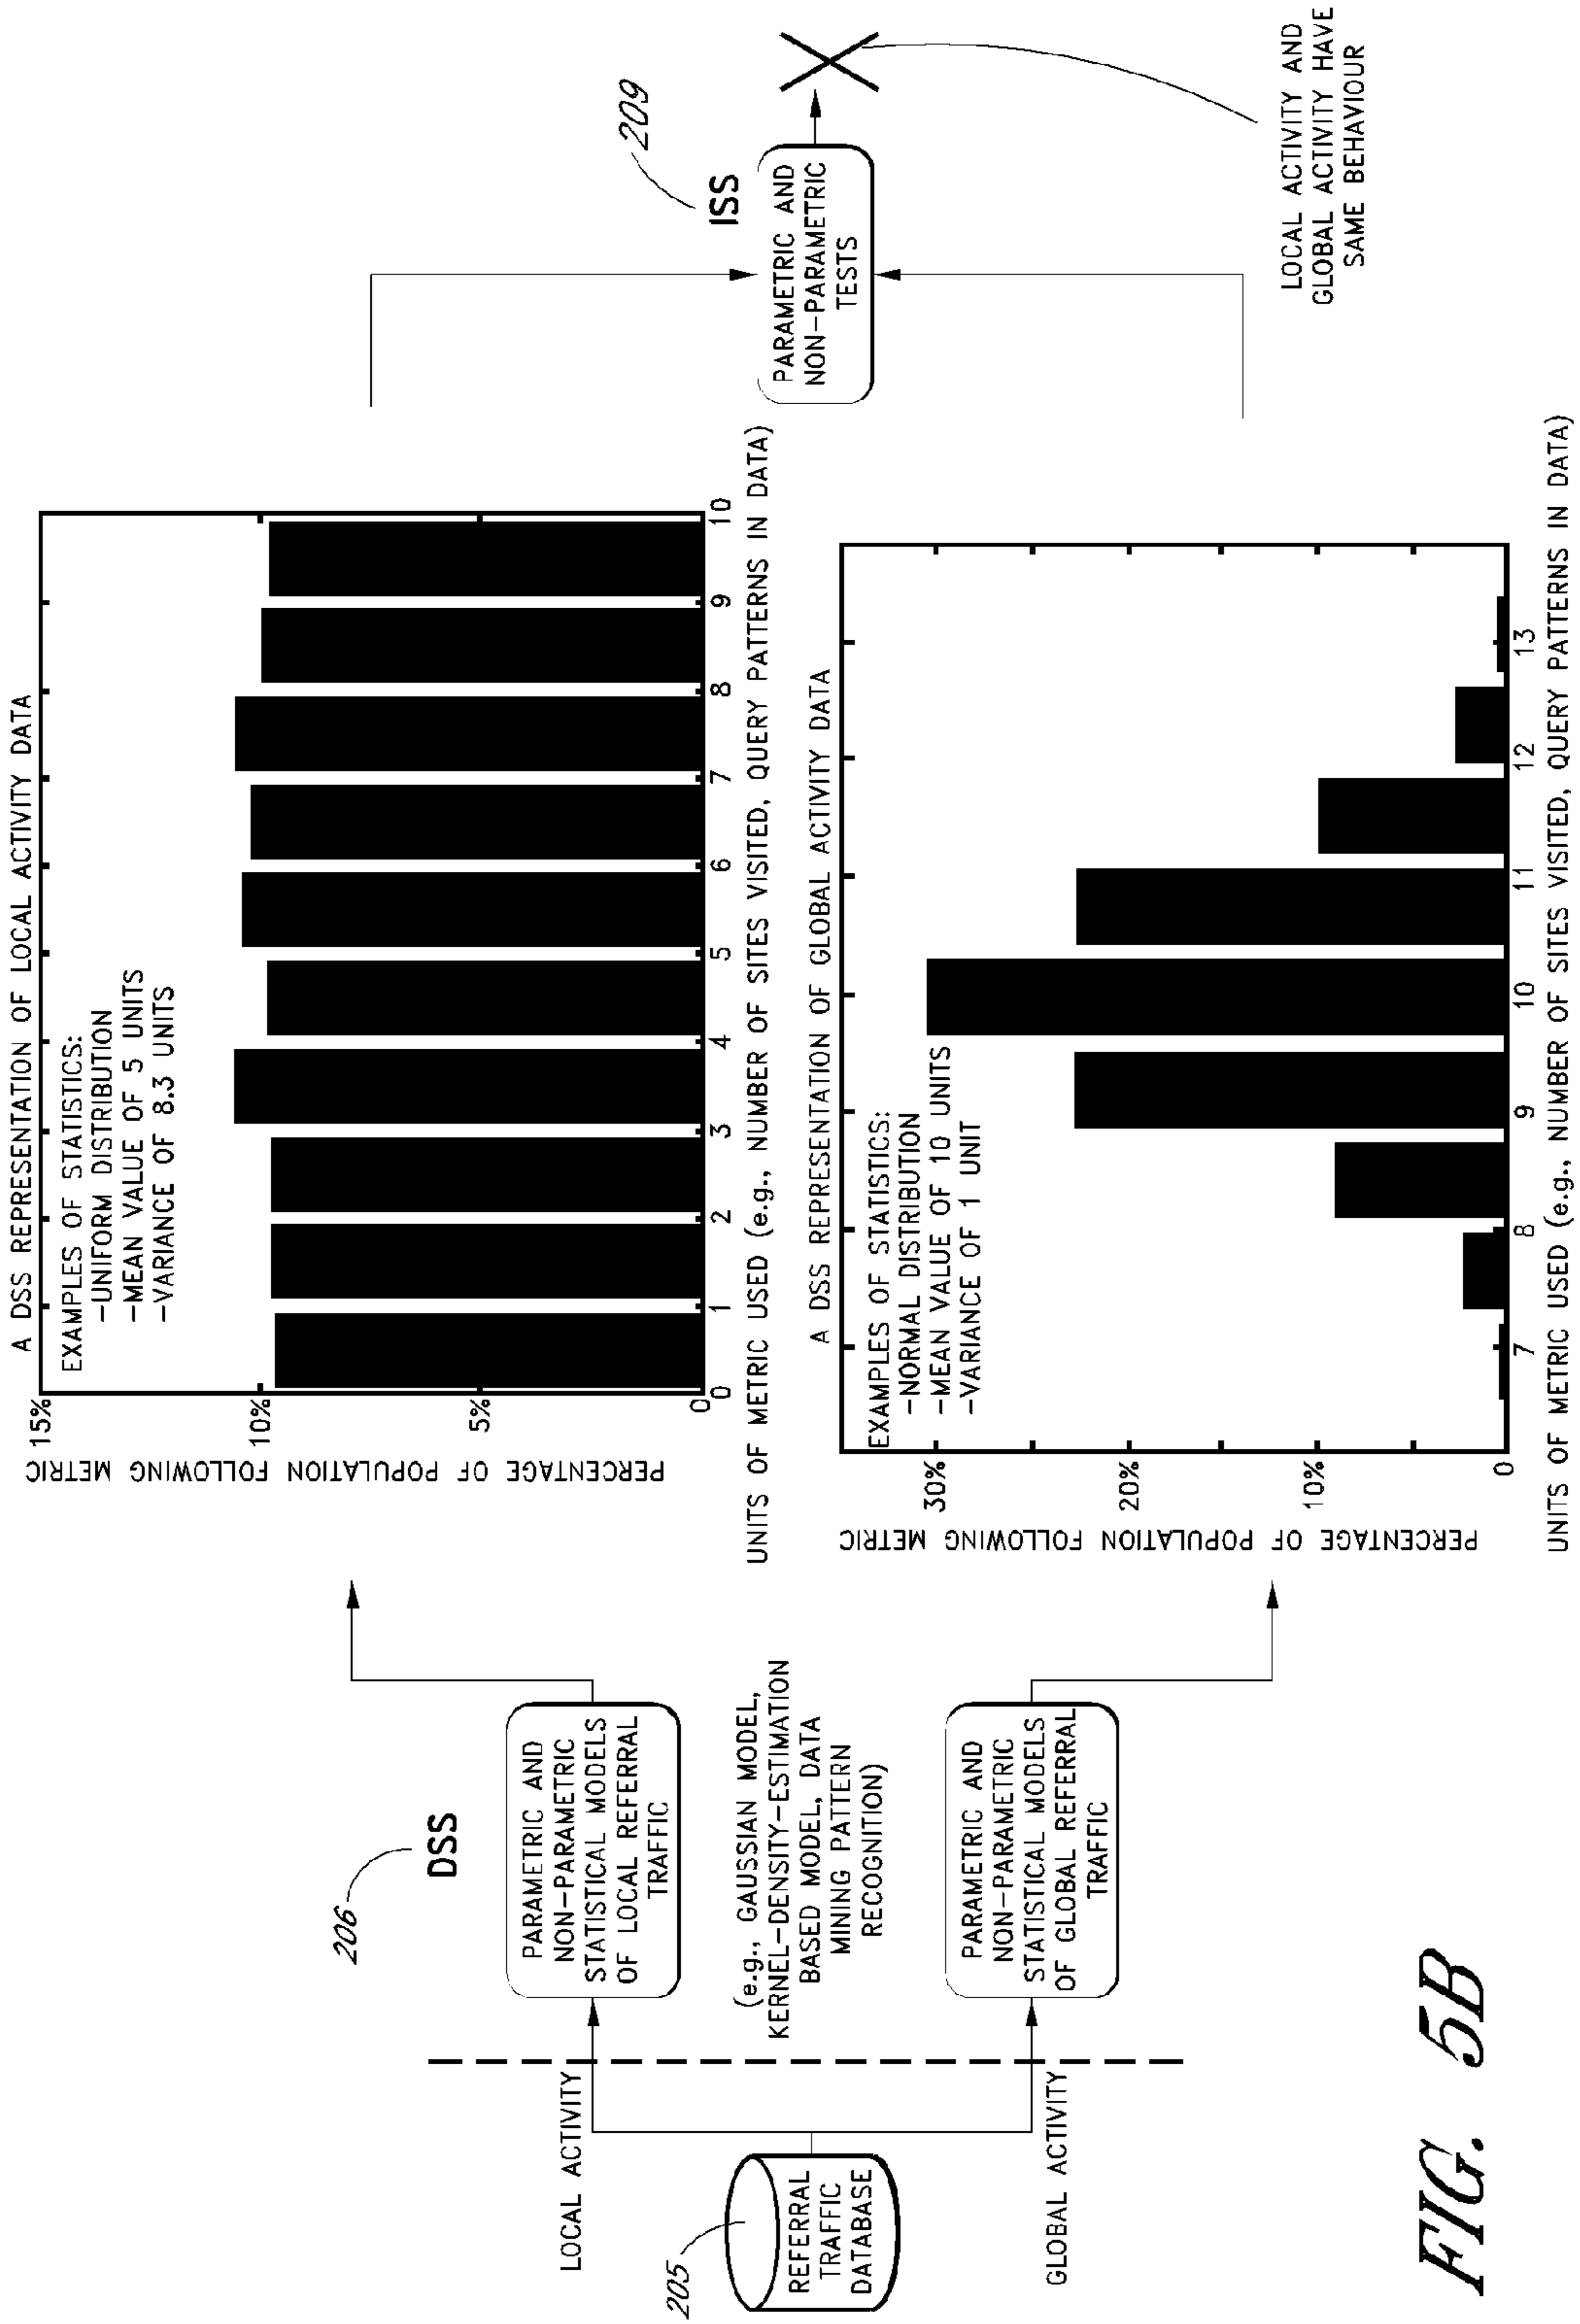 205
REFERRAL
TRAFFIC
DATABASE
LOCAL ACTIVITY
GLOBAL ACTIVITY
206
DSS
PARAMETRIC AND
NON-PARAMETRIC
STATISTICAL MODELS
OF LOCAL REFERRAL
TRAFFIC
(e.g., GAUSSIAN MODEL,
KERNEL-DENSITY-ESTIMATION
BASED MODEL, DATA
MINING PATTERN
RECOGNITION)
PARAMETRIC AND
NON-PARAMETRIC
STATISTICAL MODELS
OF GLOBAL REFERRAL
TRAFFIC
A DSS REPRESENTATION OF LOCAL ACTIVITY DATA
EXAMPLES OF STATISTICS:
-UNIFORM DISTRIBUTION
-MEAN VALUE OF 5 UNITS
-VARIANCE OF 8.3 UNITS
PERCENTAGE OF POPULATION FOLLOWING METRIC
15%
10%
5%
0
0 1 2 3 4 5 6 7 8 9 10
UNITS OF METRIC USED (e.g., NUMBER OF SITES VISITED, QUERY PATTERNS IN DATA)
A DSS REPRESENTATION OF GLOBAL ACTIVITY DATA
EXAMPLES OF STATISTICS:
-NORMAL DISTRIBUTION
-MEAN VALUE OF 10 UNITS
-VARIANCE OF 1 UNIT
PERCENTAGE OF POPULATION FOLLOWING METRIC
30%
20%
10%
0
7 8 9 10 11 12 13
UNITS OF METRIC USED (e.g., NUMBER OF SITES VISITED, QUERY PATTERNS IN DATA)
209
ISS
PARAMETRIC AND
NON-PARAMETRIC
TESTS
LOCAL ACTIVITY AND
GLOBAL ACTIVITY HAVE
SAME BEHAVIOUR
FIG. 5B